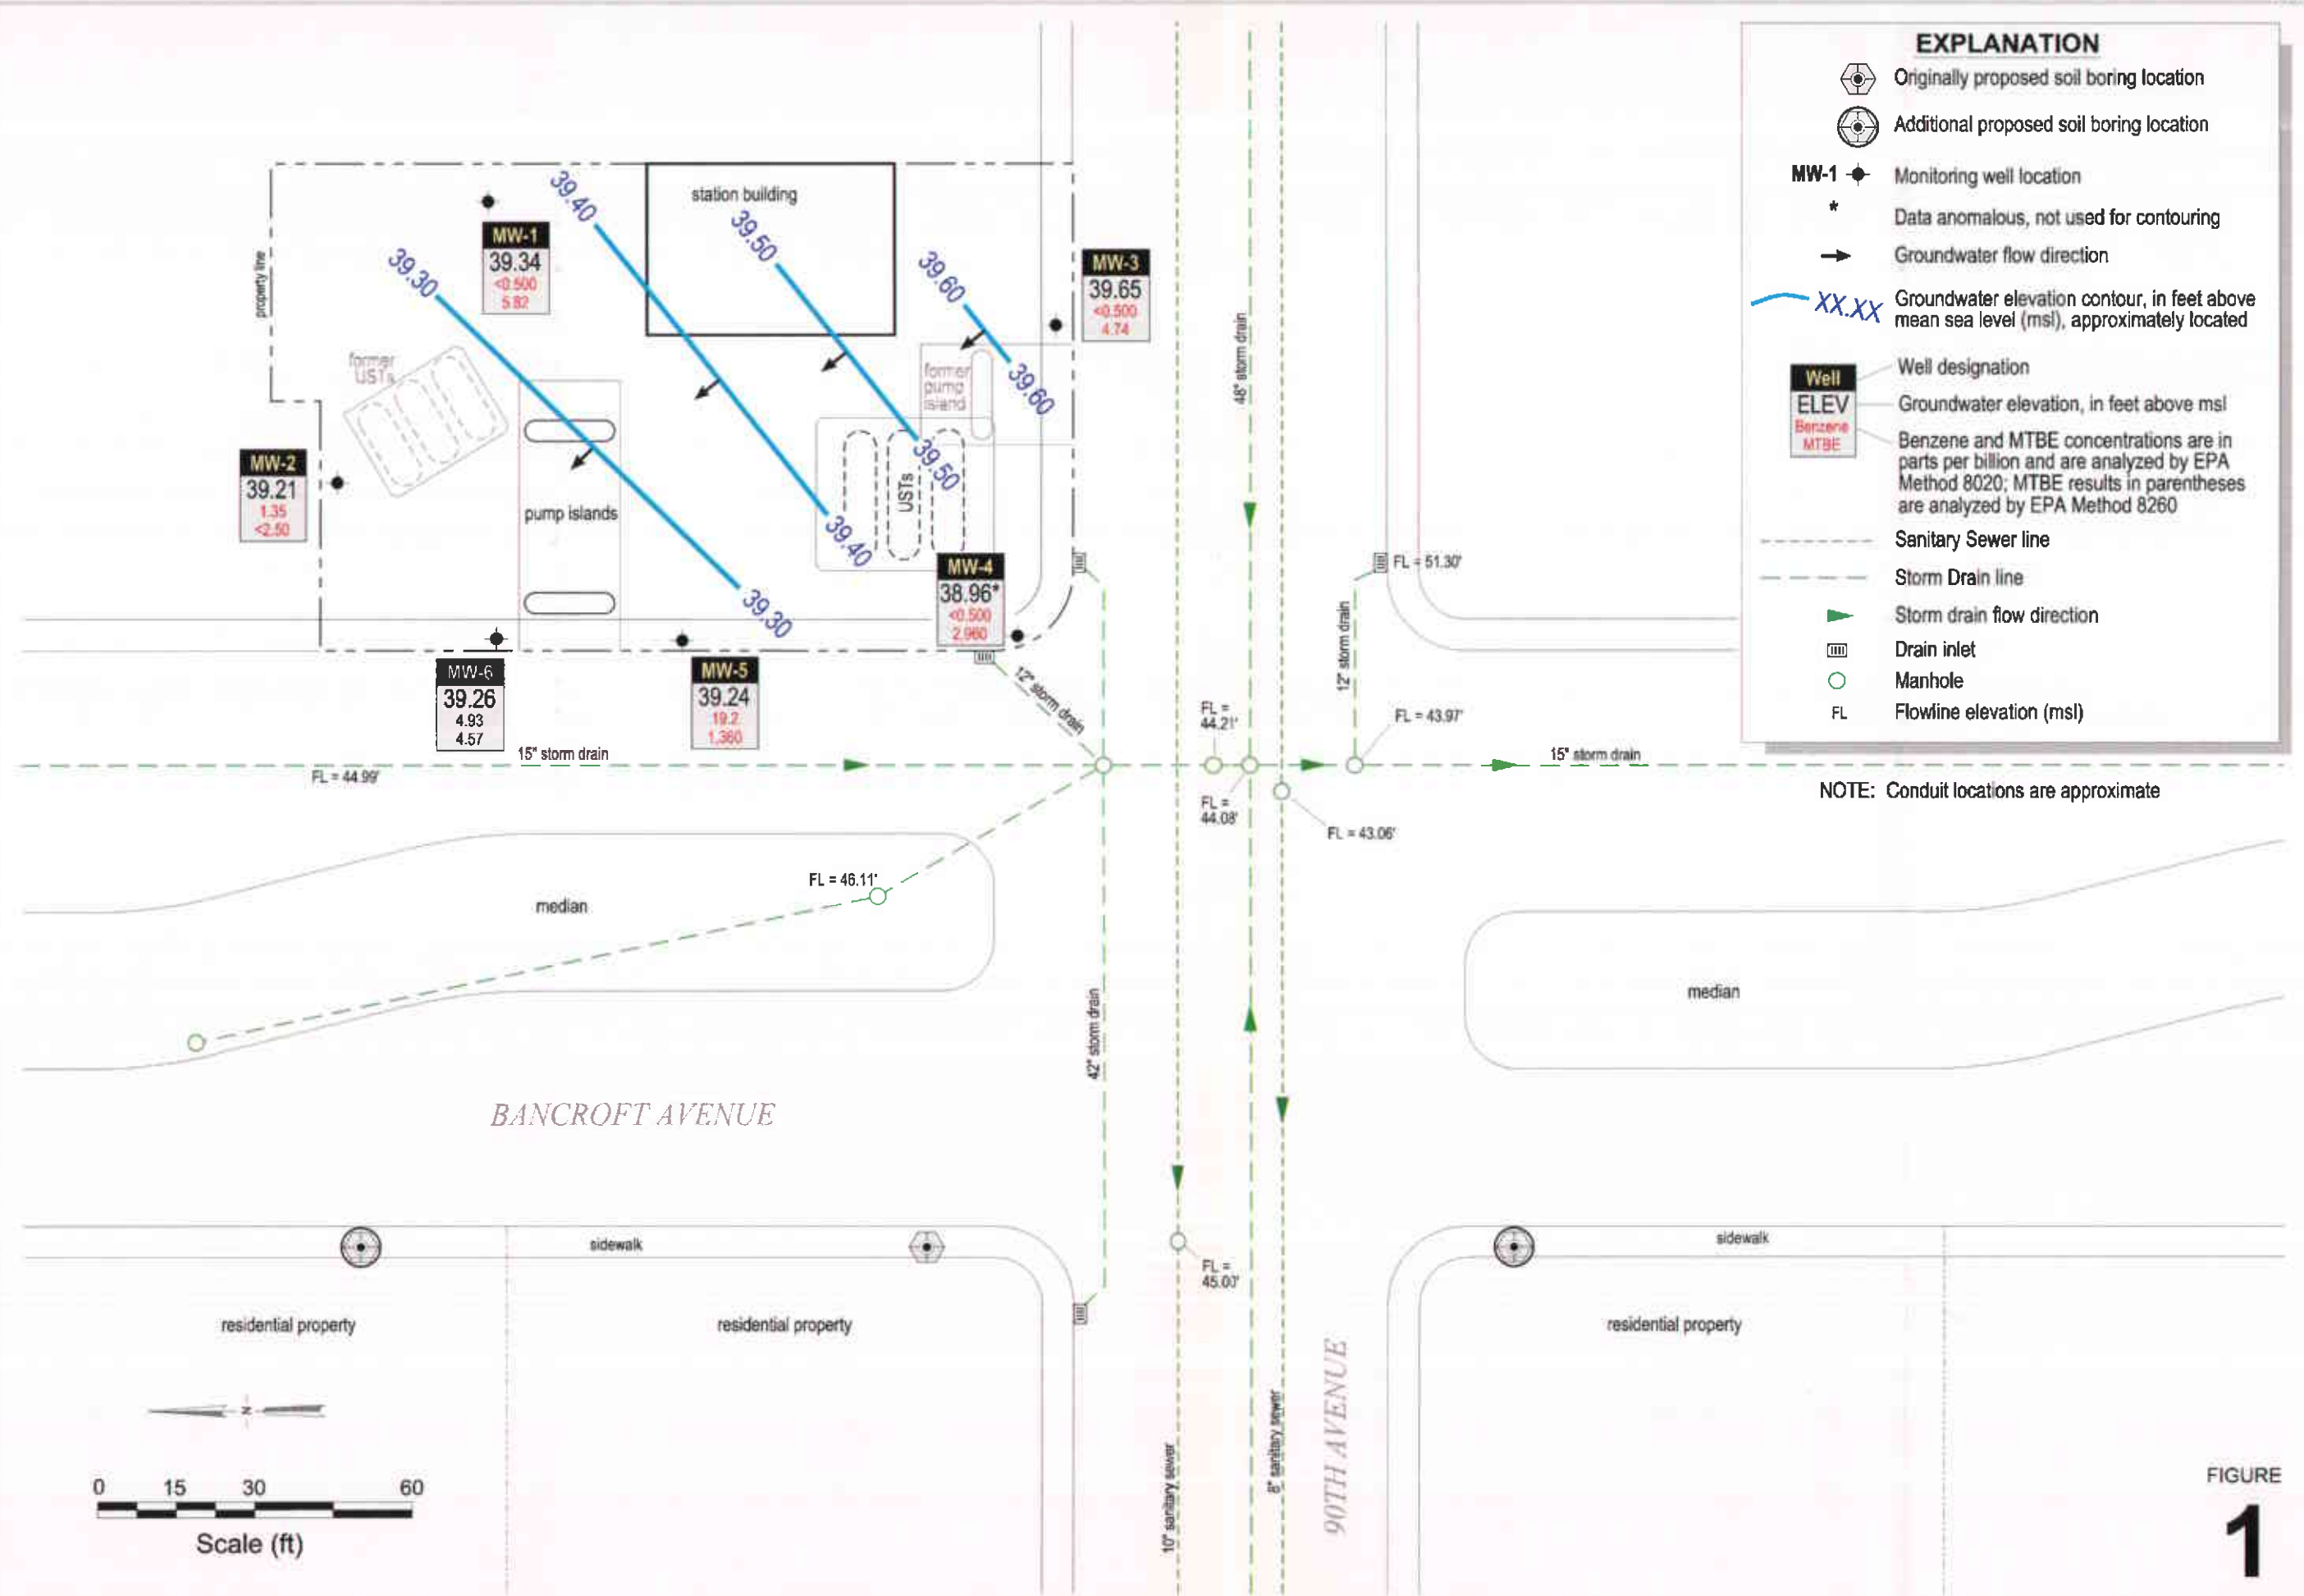 EXPLANATION
Originally proposed soil boring location
Additional proposed soil boring location
MW-1
Monitoring well location
*
Data anomalous, not used for contouring
Groundwater flow direction
XX.XX
Groundwater elevation contour, in feet above
mean sea level (msl), approximately located
Well
ELEV
Benzene
MTBE
Well designation
Groundwater elevation, in feet above msl
Benzene and MTBE concentrations are in
parts per billion and are analyzed by EPA
Method 8020; MTBE results in parentheses
are analyzed by EPA Method 8260
Sanitary Sewer line
Storm Drain line
Storm drain flow direction
Drain inlet
Manhole
FL
Flowline elevation (msl)
NOTE: Conduit locations are approximate
station building
property line
MW-1
39.34
<0.500
5.82
39.40
39.50
39.30
39.60
MW-3
39.65
<0.500
4.74
former
USTs
former
pump
island
39.60
48" storm drain
MW-2
39.21
1.35
<2.50
pump islands
USTs
39.50
39.40
39.30
MW-4
38.96*
<0.500
2,960
FL = 51.30'
12" storm drain
12" storm drain
MW-6
39.26
4.93
4.57
MW-5
39.24
19.2
1,360
FL =
44.21'
FL = 43.97'
15" storm drain
15" storm drain
FL = 44.99'
FL =
44.08'
FL = 43.06'
FL = 46.11'
median
median
42" storm drain
BANCROFT AVENUE
sidewalk
sidewalk
FL =
45.00'
residential property
residential property
residential property
90TH AVENUE
10" sanitary sewer
8" sanitary sewer
N
0 15 30 60
Scale (ft)
FIGURE
1